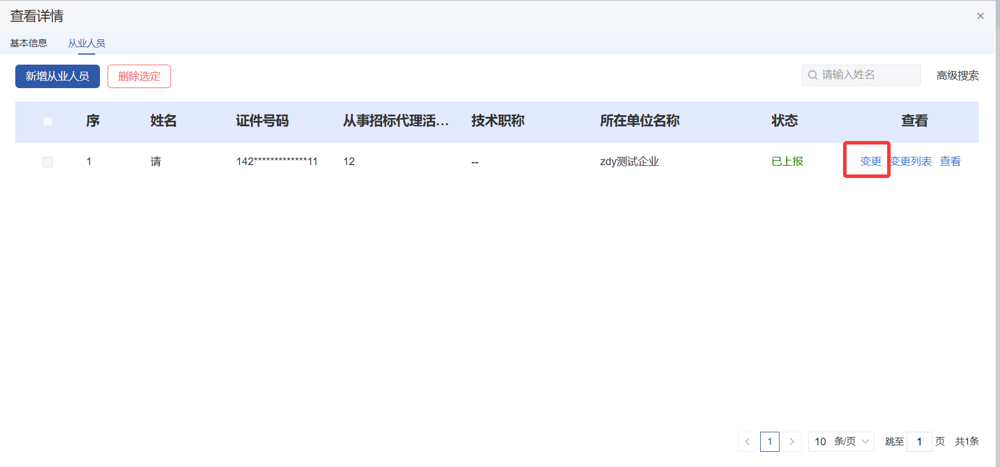 查看详情
基本信息 从业人员
新增从业人员 删除选定 请输入姓名 高级搜索
序 姓名 证件号码 从事招标代理活... 技术职称 所在单位名称 状态 查看
1 请 142*************11 12 -- zdy测试企业 已上报 变更 变更列表 查看
1 10 条/页 跳至 1 页 共1条